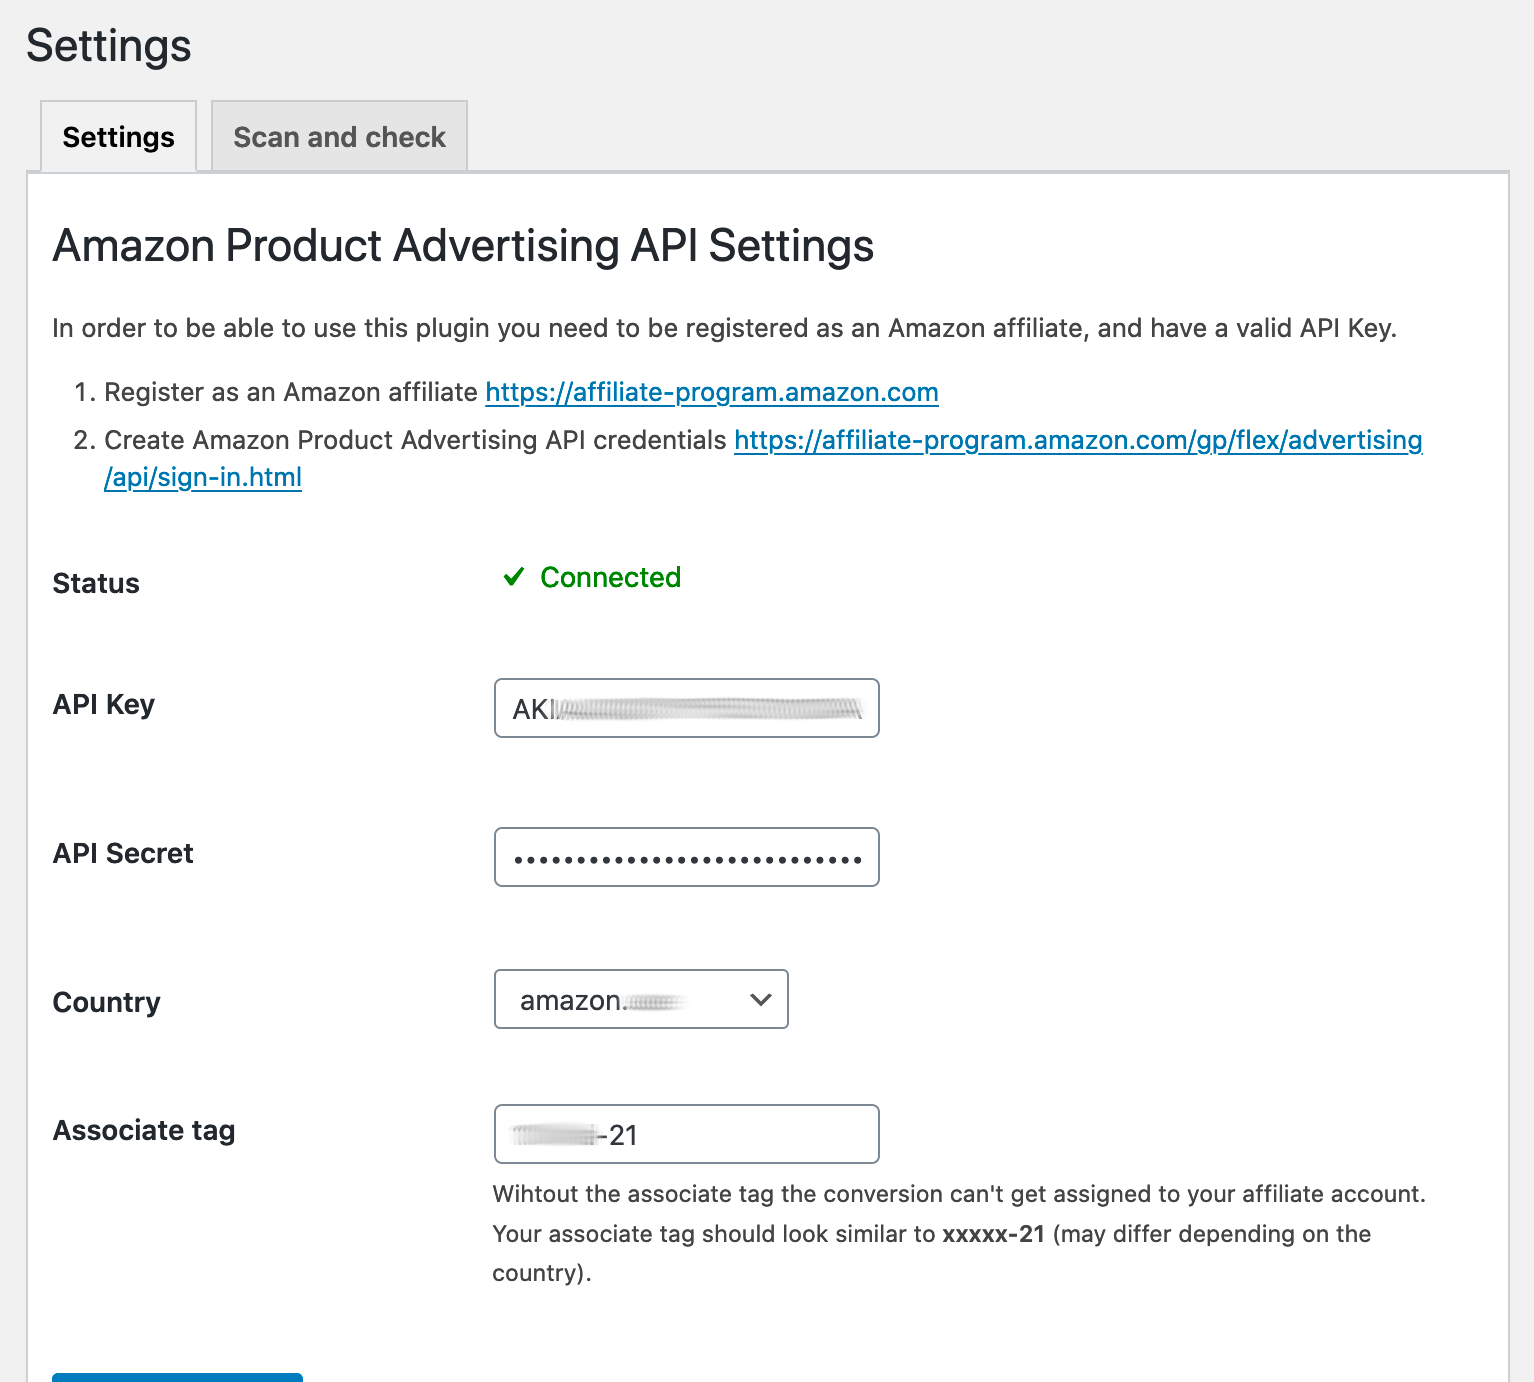 Settings
Settings Scan and check
Amazon Product Advertising API Settings
In order to be able to use this plugin you need to be registered as an Amazon affiliate, and have a valid API Key.
1. Register as an Amazon affiliate https://affiliate-program.amazon.com
2. Create Amazon Product Advertising API credentials https://affiliate-program.amazon.com/gp/flex/advertising
/api/sign-in.html
Status ✔ Connected
API Key AKI
API Secret ••••••••••••••••••••••••••••
Country amazon.
Associate tag -21
Wihtout the associate tag the conversion can't get assigned to your affiliate account.
Your associate tag should look similar to xxxxx-21 (may differ depending on the
country).